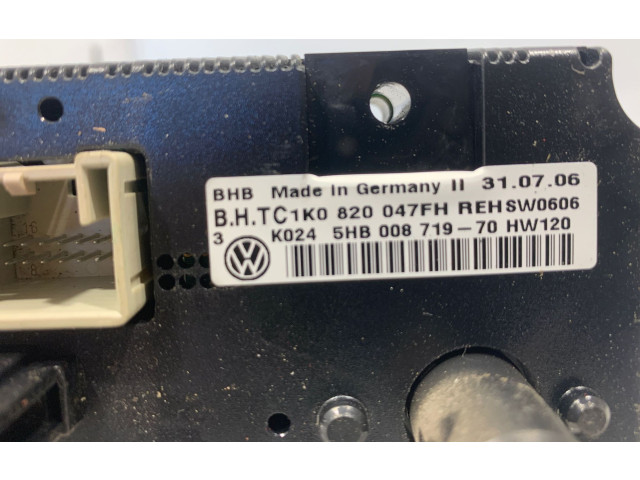 BHB Made In Germany II 31.07.06
B.H.TC1K0 820 047FH REHSW0606
3 K024 5HB 008 719-70 HW120